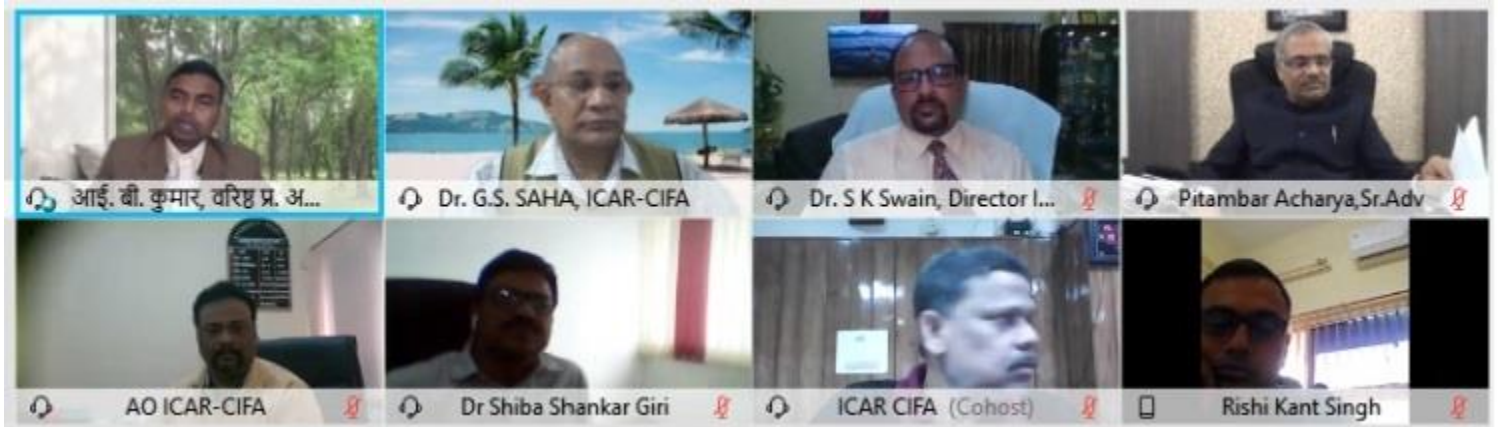 आई. बी. कुमार, वरिष्ठ प्र. अ...
Dr. G.S. SAHA, ICAR-CIFA
Dr. S K Swain, Director I...
Pitambar Acharya,Sr.Adv
AO ICAR-CIFA
Dr Shiba Shankar Giri
ICAR CIFA (Cohost)
Rishi Kant Singh